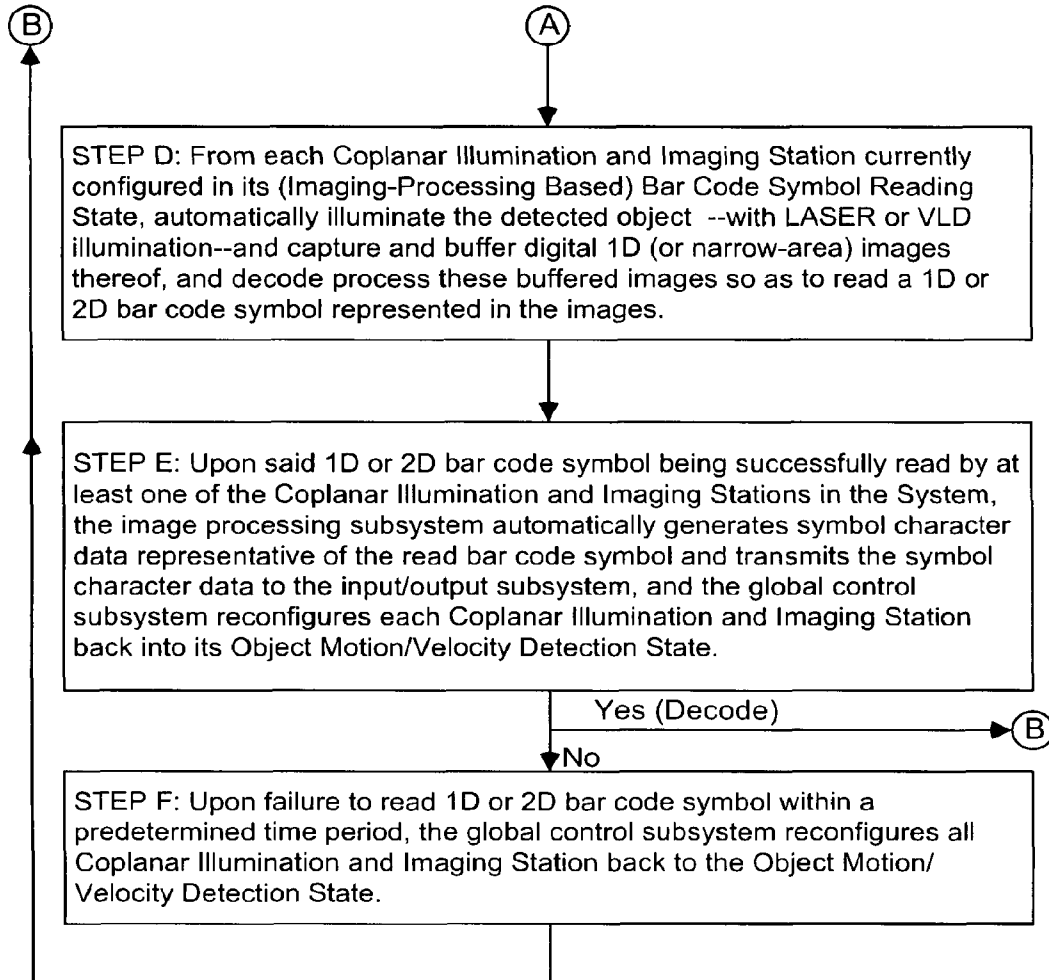 B
A
STEP D: From each Coplanar Illumination and Imaging Station currently
configured in its (Imaging-Processing Based) Bar Code Symbol Reading
State, automatically illuminate the detected object --with LASER or VLD
illumination--and capture and buffer digital 1D (or narrow-area) images
thereof, and decode process these buffered images so as to read a 1D or
2D bar code symbol represented in the images.
STEP E: Upon said 1D or 2D bar code symbol being successfully read by at
least one of the Coplanar Illumination and Imaging Stations in the System,
the image processing subsystem automatically generates symbol character
data representative of the read bar code symbol and transmits the symbol
character data to the input/output subsystem, and the global control
subsystem reconfigures each Coplanar Illumination and Imaging Station
back into its Object Motion/Velocity Detection State.
Yes (Decode)
B
No
STEP F: Upon failure to read 1D or 2D bar code symbol within a
predetermined time period, the global control subsystem reconfigures all
Coplanar Illumination and Imaging Station back to the Object Motion/
Velocity Detection State.